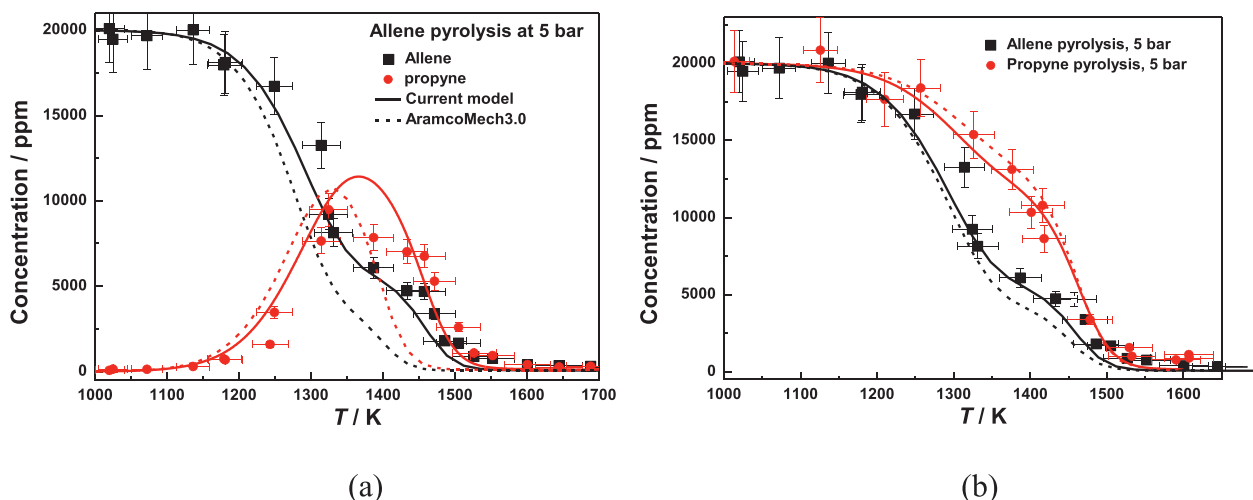 20000
15000
10000
5000
0
Concentration / ppm
Allene pyrolysis at 5 bar
Allene
propyne
Current model
AramcoMech3.0
1000 1100 1200 1300 1400 1500 1600 1700
T / K
(a)
20000
15000
10000
5000
0
Concentration / ppm
Allene pyrolysis, 5 bar
Propyne pyrolysis, 5 bar
1000 1100 1200 1300 1400 1500 1600
T / K
(b)